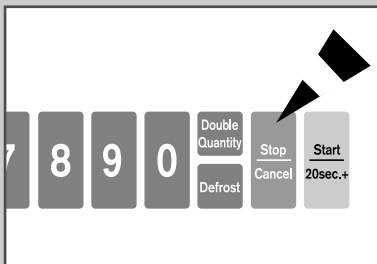 7 8 9 0
Double
Quantity
Defrost
Stop
Cancel
Start
20sec.+